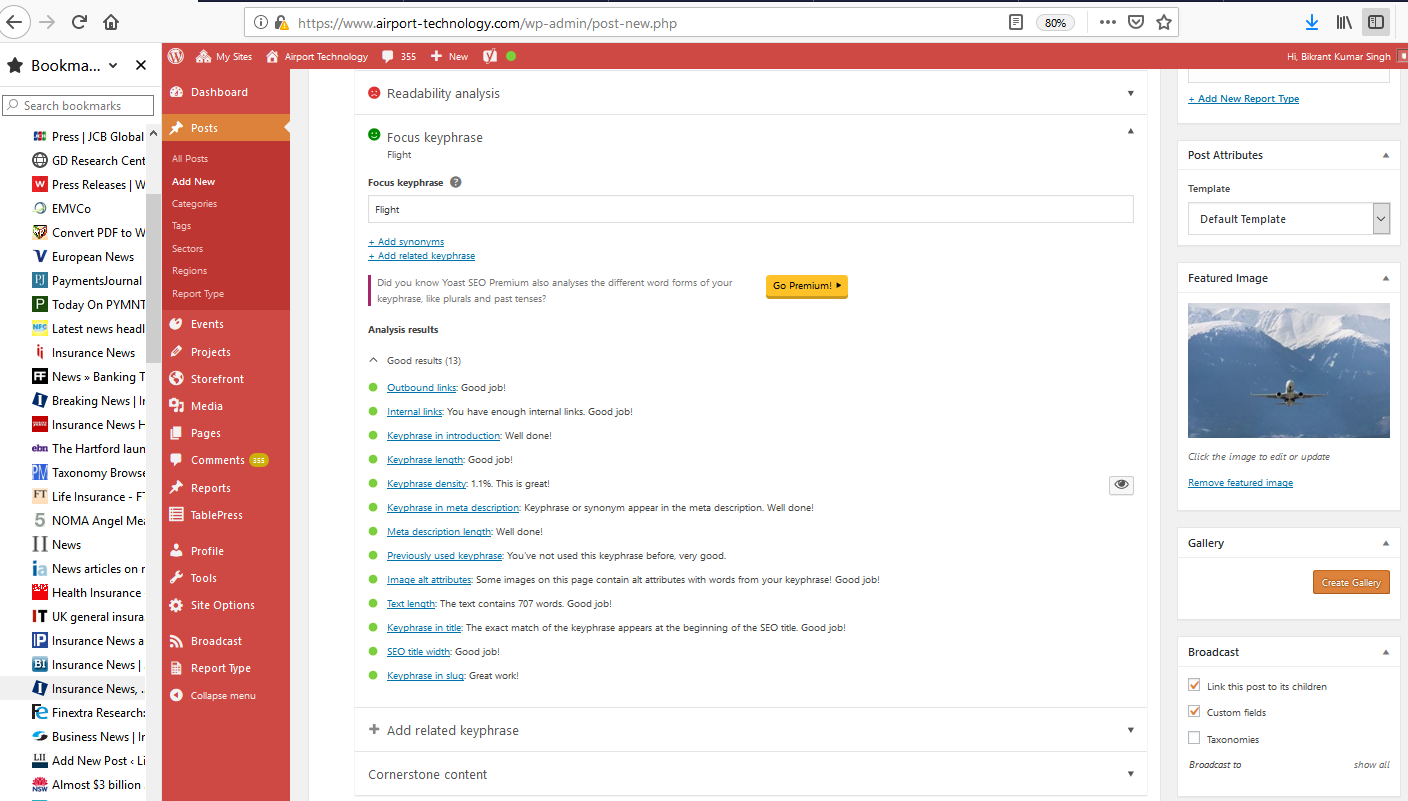 https://www.airport-technology.com/wp-admin/post-new.php
80%
Bookma...
Search bookmarks
Press | JCB Global
GD Research Cent
Press Releases | W
EMVCo
Convert PDF to W
European News
PaymentsJournal
Today On PYMNT
Latest news headl
Insurance News
News » Banking T
Breaking News | In
Insurance News H
The Hartford laun
Taxonomy Browse
Life Insurance - FT
NOMA Angel Mea
News
News articles on r
Health Insurance
UK general insura
Insurance News a
Insurance News |
Insurance News, ..
Finextra Research:
Business News | Ir
Add New Post ‹ Li
Almost $3 billion
My Sites
Airport Technology
355
New
Hi, Bikrant Kumar Singh
Dashboard
Posts
All Posts
Add New
Categories
Tags
Sectors
Regions
Report Type
Events
Projects
Storefront
Media
Pages
Comments 355
Reports
TablePress
Profile
Tools
Site Options
Broadcast
Report Type
Collapse menu
Readability analysis
Focus keyphrase
Flight
Focus keyphrase
Flight
+ Add synonyms
+ Add related keyphrase
Did you know Yoast SEO Premium also analyses the different word forms of your
keyphrase, like plurals and past tenses?
Go Premium!
Analysis results
Good results (13)
Outbound links: Good job!
Internal links: You have enough internal links. Good job!
Keyphrase in introduction: Well done!
Keyphrase length: Good job!
Keyphrase density: 1.1%. This is great!
Keyphrase in meta description: Keyphrase or synonym appear in the meta description. Well done!
Meta description length: Well done!
Previously used keyphrase: You've not used this keyphrase before, very good.
Image alt attributes: Some images on this page contain alt attributes with words from your keyphrase! Good job!
Text length: The text contains 707 words. Good job!
Keyphrase in title: The exact match of the keyphrase appears at the beginning of the SEO title. Good job!
SEO title width: Good job!
Keyphrase in slug: Great work!
Add related keyphrase
Cornerstone content
+ Add New Report Type
Post Attributes
Template
Default Template
Featured Image
Click the image to edit or update
Remove featured image
Gallery
Create Gallery
Broadcast
Link this post to its children
Custom fields
Taxonomies
Broadcast to
show all